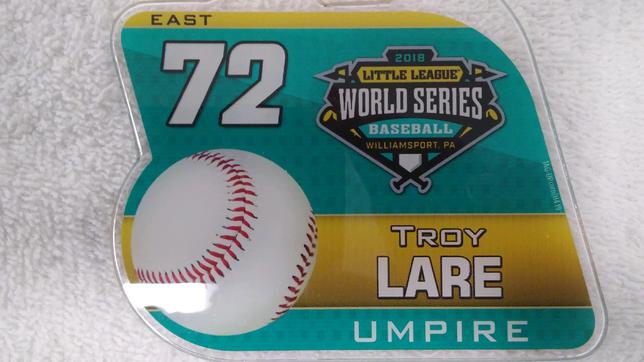 EAST
72
2018
LITTLE LEAGUE
WORLD SERIES
BASEBALL
WILLIAMSPORT, PA
TROY
LARE
UMPIRE